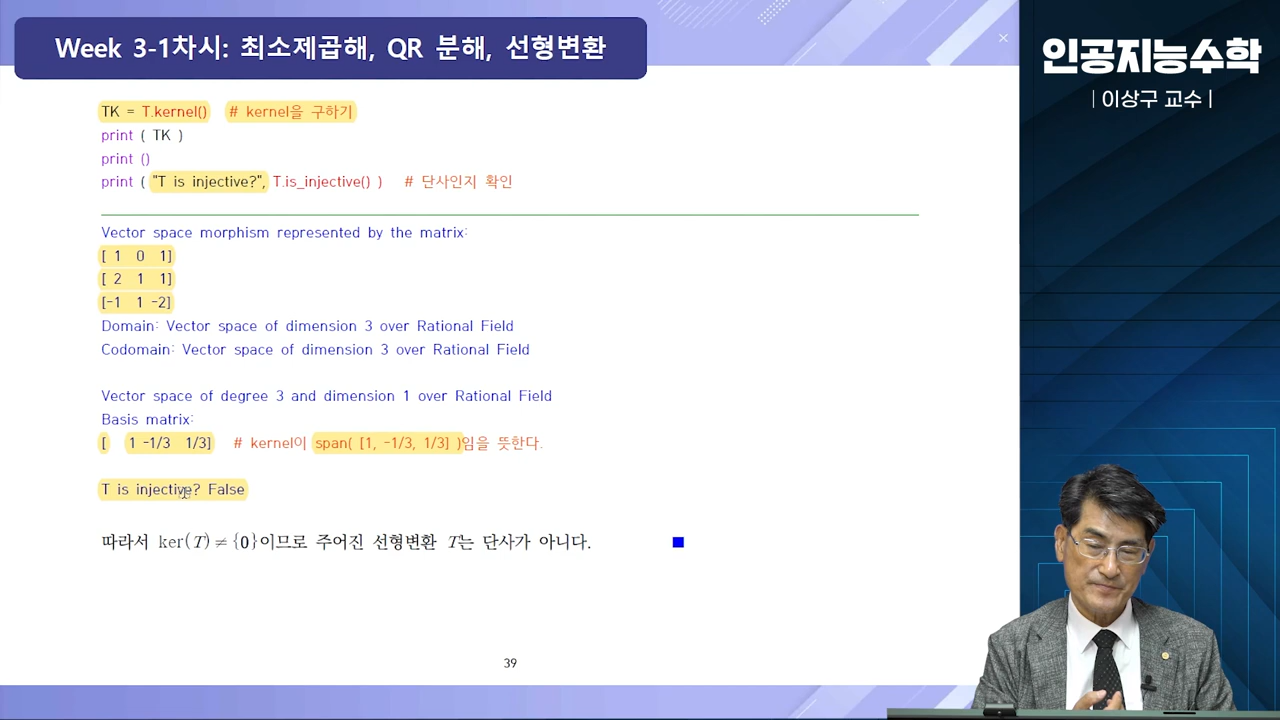 Week 3-1차시: 최소제곱해, QR 분해, 선형변환
인공지능수학
| 이상구 교수 |
TK = T.kernel() # kernel을 구하기
print ( TK )
print ()
print ( "T is injective?", T.is_injective() ) # 단사인지 확인
Vector space morphism represented by the matrix:
[ 1 0 1]
[ 2 1 1]
[-1 1 -2]
Domain: Vector space of dimension 3 over Rational Field
Codomain: Vector space of dimension 3 over Rational Field
Vector space of degree 3 and dimension 1 over Rational Field
Basis matrix:
[ 1 -1/3 1/3] # kernel이 span( [1, -1/3, 1/3] )임을 뜻한다.
T is injective? False
따라서 ker(T)≠{0}이므로 주어진 선형변환 T는 단사가 아니다.
39